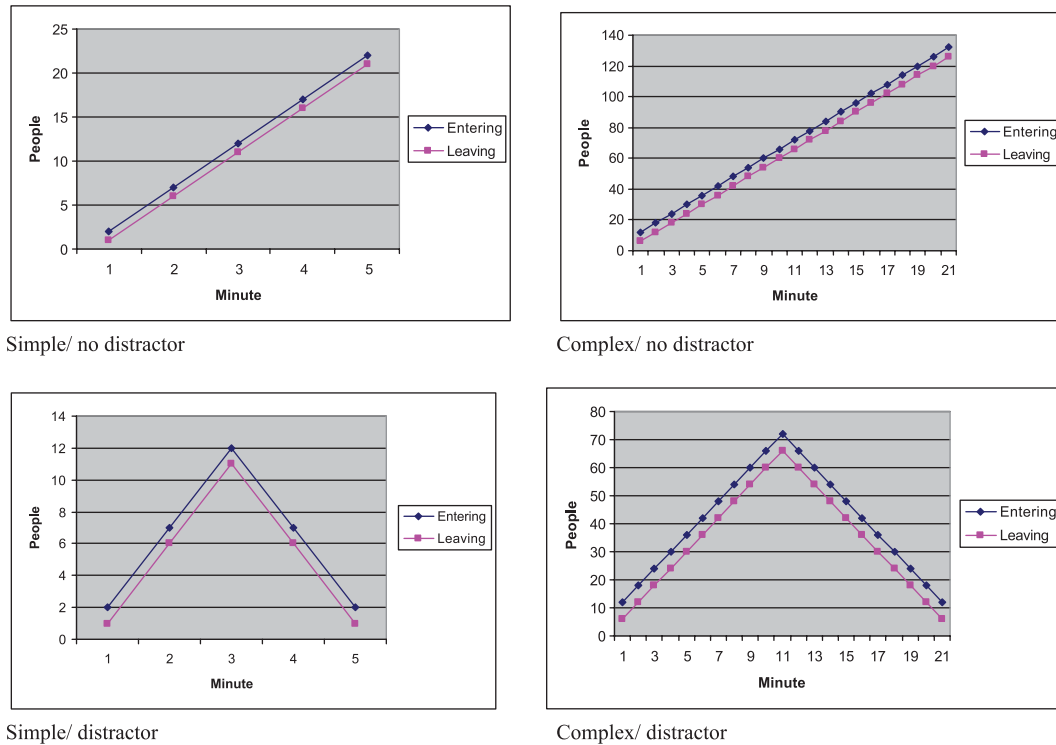 25
20
15
10
5
0
People
1 2 3 4 5
Minute
Entering
Leaving
Simple/ no distractor
140
120
100
80
60
40
20
0
People
1 3 5 7 9 11 13 15 17 19 21
Minute
Entering
Leaving
Complex/ no distractor
14
12
10
8
6
4
2
0
People
1 2 3 4 5
Minute
Entering
Leaving
Simple/ distractor
80
70
60
50
40
30
20
10
0
People
1 3 5 7 9 11 13 15 17 19 21
Minute
Entering
Leaving
Complex/ distractor